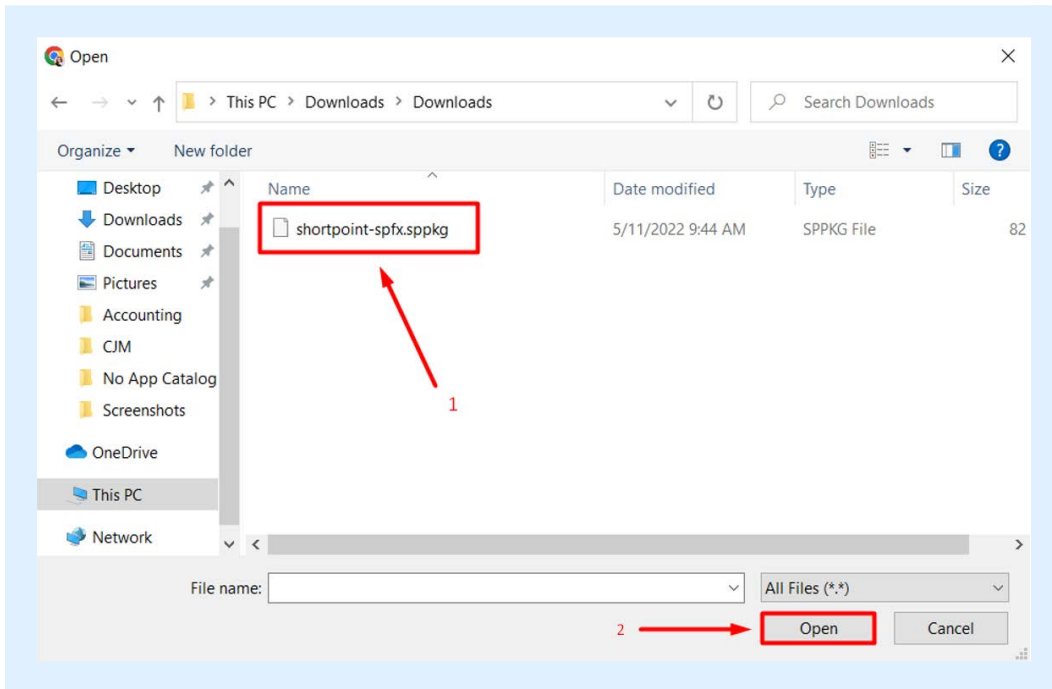 Open
This PC > Downloads > Downloads
Search Downloads
Organize
New folder
Desktop
Downloads
Documents
Pictures
Accounting
CJM
No App Catalog
Screenshots
OneDrive
This PC
Network
Name
Date modified
Type
Size
shortpoint-spfx.sppkg
5/11/2022 9:44 AM
SPPKG File
82
1
File name:
All Files (*.*)
2
Open
Cancel